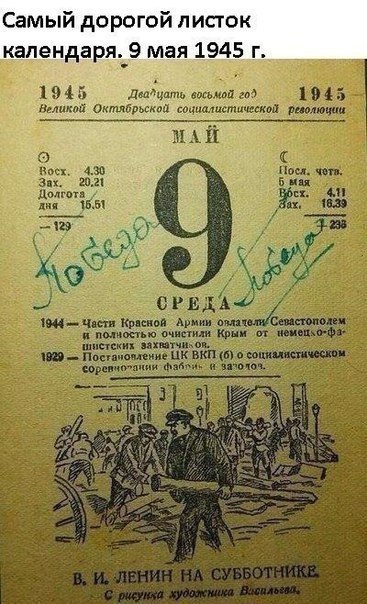 Самый дорогой листок
календаря. 9 мая 1945 г.
1945 Двадцать восьмой год 1945
Великой Октябрьской социалистической революции
МАЙ
Восх. 4.30
Зах. 20.21
Долгота
дня 15.51
— 129
9
Посл. четв.
5 мая
Восх. 4.11
Зах. 16.39
236
Победа
Победа
СРЕДА
1944 — Части Красной Армии овладели Севастополем
и полностью очистили Крым от немецко-фа-
шистских захватчиков.
1929 — Постановление ЦК ВКП (б) о социалистическом
соревновании фабрик и заводов.
В. И. ЛЕНИН НА СУББОТНИКЕ.
С рисунка художника Васильева.